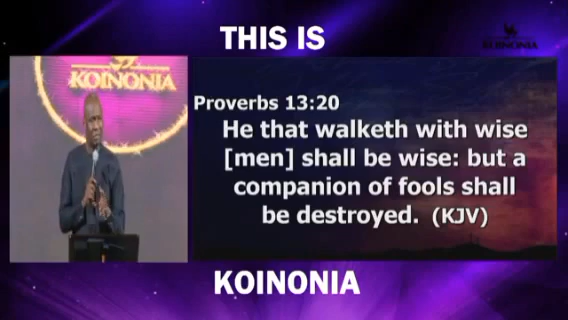 THIS IS
KOINONIA
KOINONIA
Proverbs 13:20
He that walketh with wise
[men] shall be wise: but a
companion of fools shall
be destroyed. (KJV)
KOINONIA